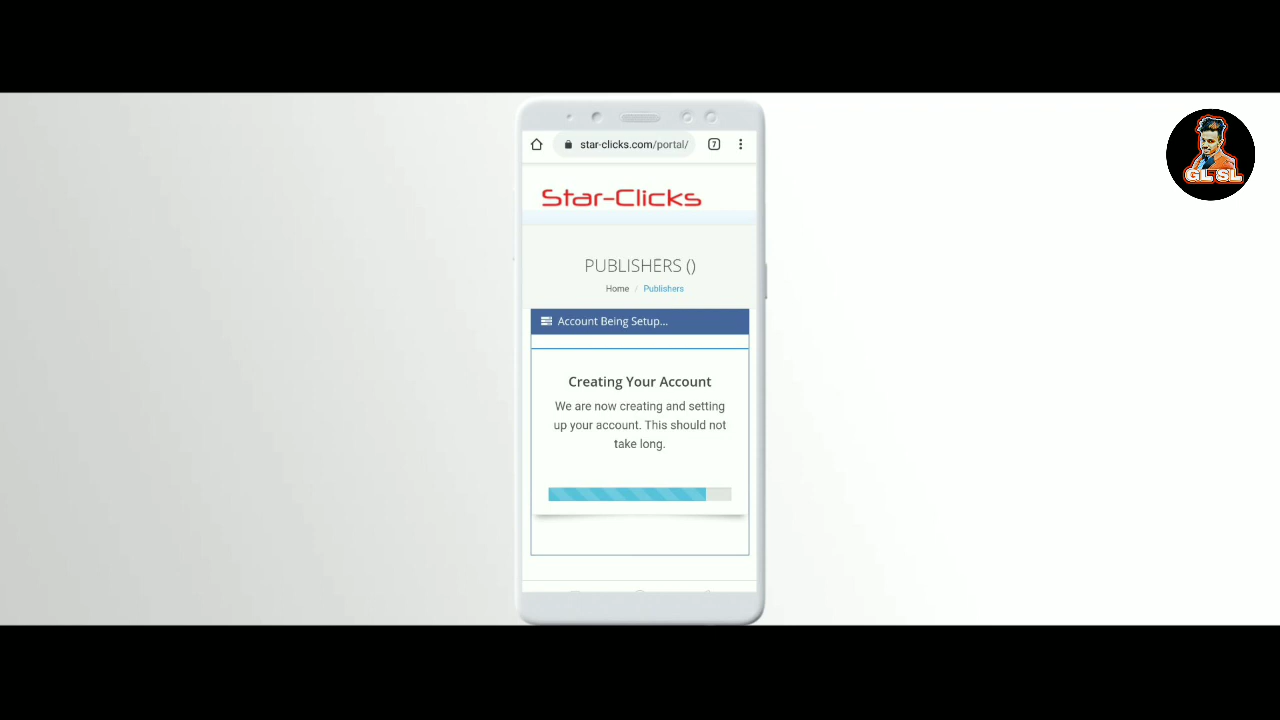 star-clicks.com/portal/
7
Star-Clicks
PUBLISHERS ()
Home / Publishers
Account Being Setup...
Creating Your Account
We are now creating and setting
up your account. This should not
take long.
GL SL